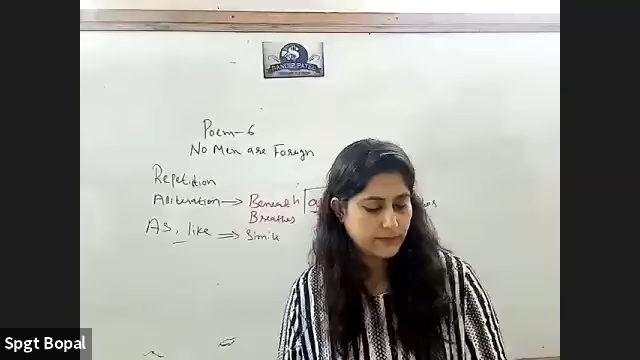 SANDIP PATEL
Poem-6
No Men are Foreign
Repetition
Alliteration → Beneath
Breathes
As, like ⇒ Simile
Spgt Bopal